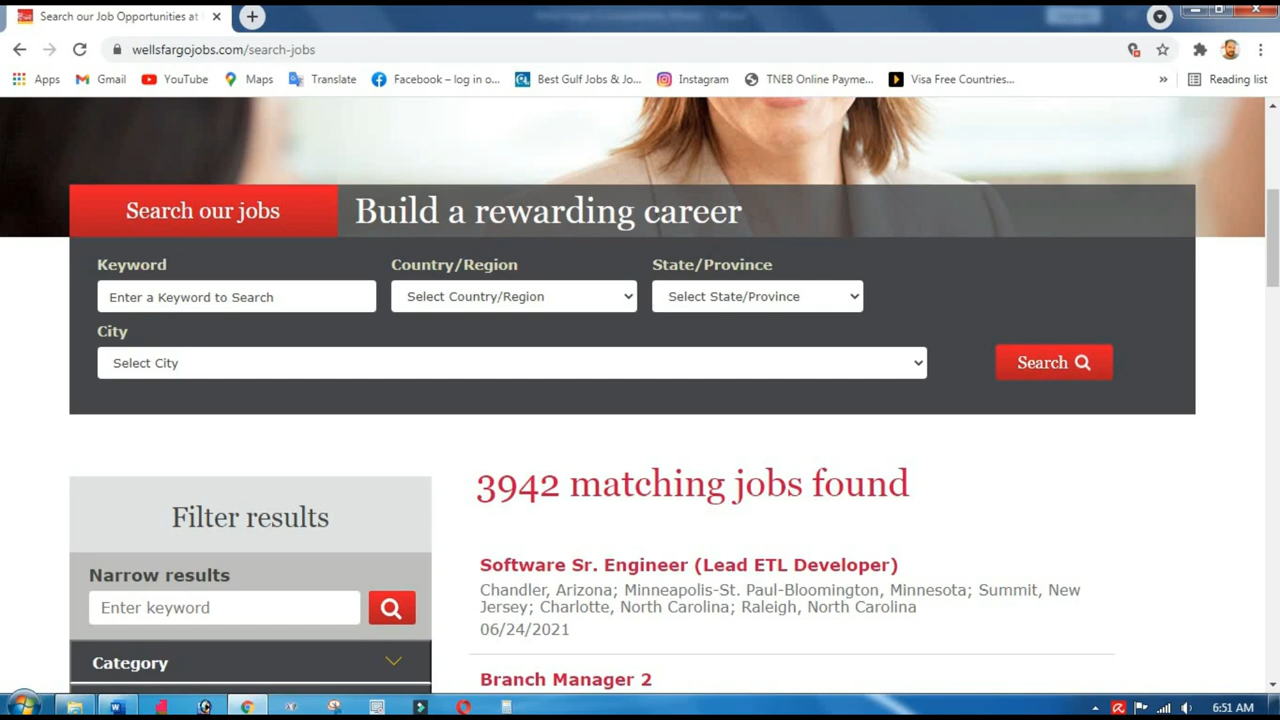 Search our Job Opportunities at
wellsfargojobs.com/search-jobs
Apps Gmail YouTube Maps Translate Facebook – log in o... Best Gulf Jobs & Jo... Instagram TNEB Online Payme... Visa Free Countries... » Reading list
Search our jobs Build a rewarding career
Keyword Country/Region State/Province
Enter a Keyword to Search Select Country/Region Select State/Province
City
Select City Search
3942 matching jobs found
Filter results
Software Sr. Engineer (Lead ETL Developer)
Narrow results
Chandler, Arizona; Minneapolis-St. Paul-Bloomington, Minnesota; Summit, New
Enter keyword Jersey; Charlotte, North Carolina; Raleigh, North Carolina
06/24/2021
Category
Branch Manager 2
6:51 AM